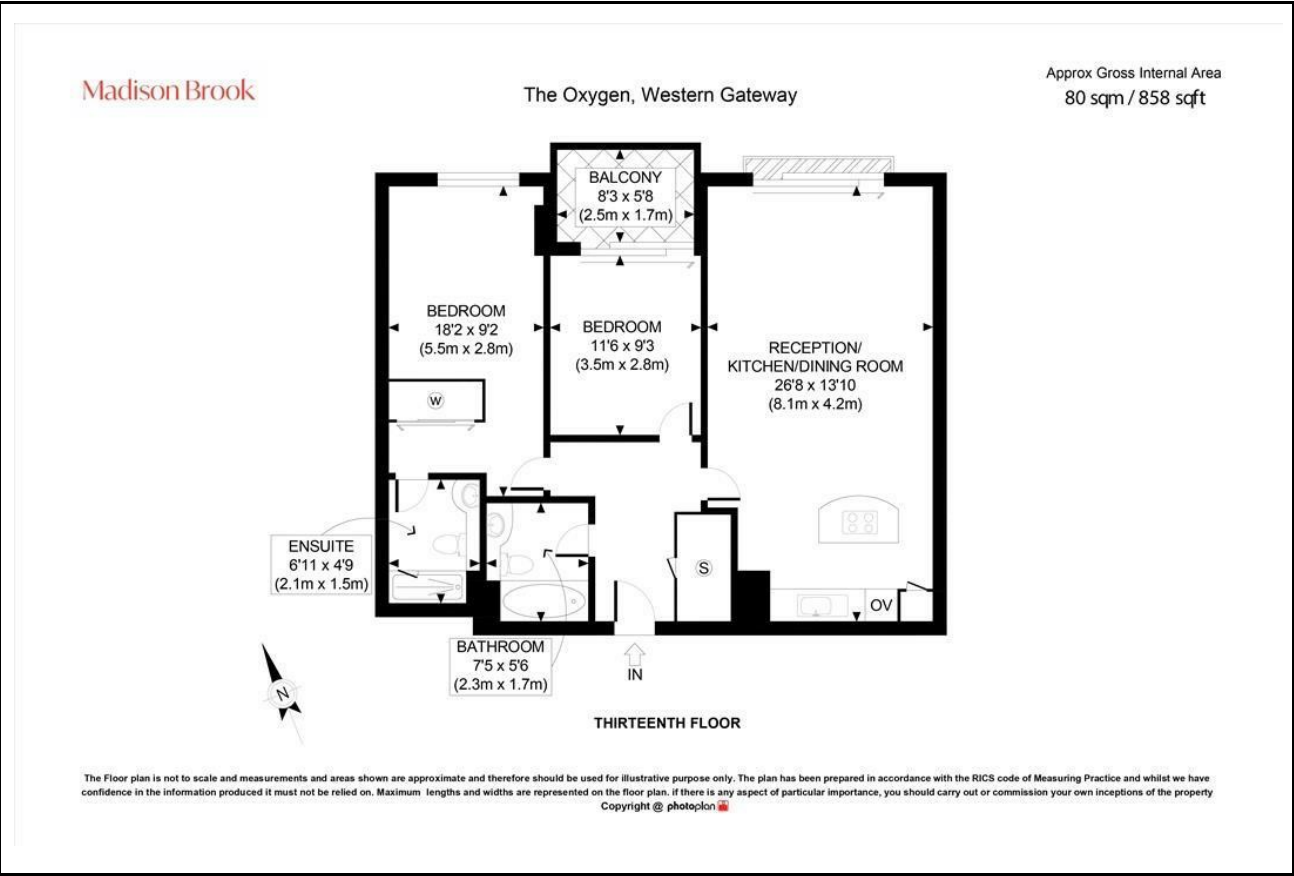 Madison Brook
The Oxygen, Western Gateway
Approx Gross Internal Area
80 sqm / 858 sqft
BALCONY
8'3 x 5'8
(2.5m x 1.7m)
BEDROOM
18'2 x 9'2
(5.5m x 2.8m)
BEDROOM
11'6 x 9'3
(3.5m x 2.8m)
RECEPTION/
KITCHEN/DINING ROOM
26'8 x 13'10
(8.1m x 4.2m)
W
ENSUITE
6'11 x 4'9
(2.1m x 1.5m)
S
OV
BATHROOM
7'5 x 5'6
(2.3m x 1.7m)
IN
N
THIRTEENTH FLOOR
The Floor plan is not to scale and measurements and areas shown are approximate and therefore should be used for illustrative purpose only. The plan has been prepared in accordance with the RICS code of Measuring Practice and whilst we have
confidence in the information produced it must not be relied on. Maximum lengths and widths are represented on the floor plan. if there is any aspect of particular importance, you should carry out or commission your own inceptions of the property
Copyright @ photoplan